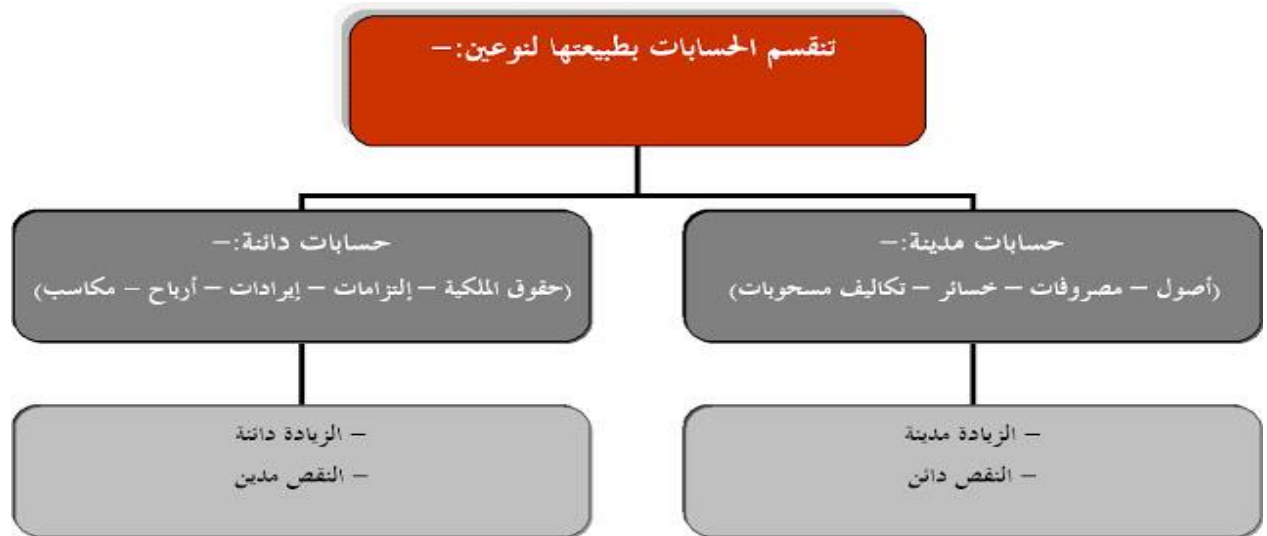 تنقسم الحسابات بطبيعتها لنوعين:–
حسابات مدينة:–
(أصول – مصروفات – خسائر – تكاليف مسحوبات)
– الزيادة مدينة
– النقص دائن
حسابات دائنة:–
(حقوق الملكية – إلتزامات – إيرادات – أرباح – مكاسب)
– الزيادة دائنة
– النقص مدين